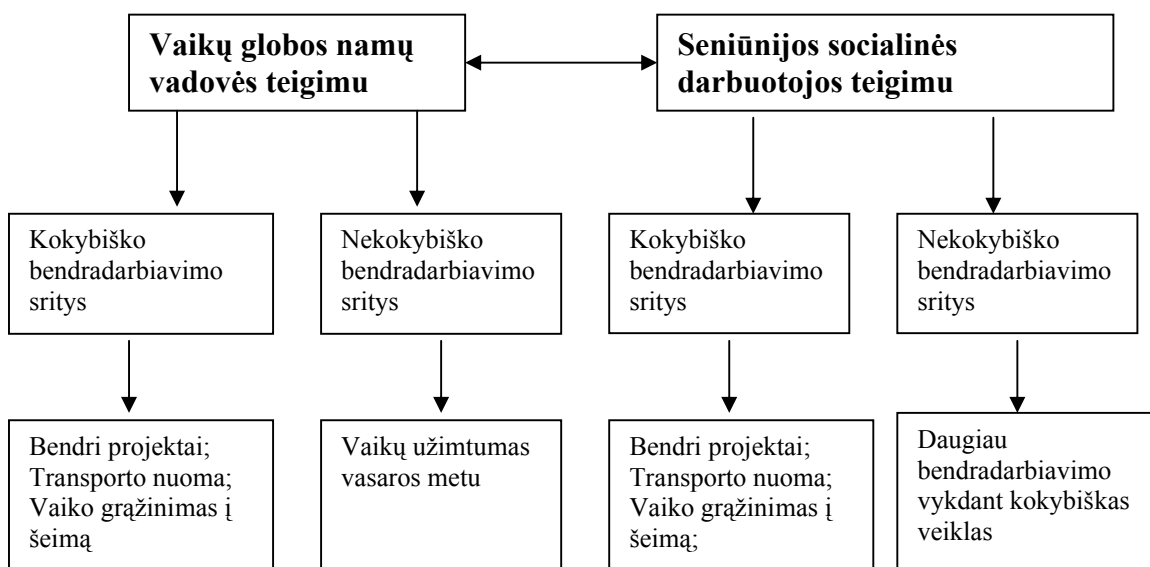 Vaikų globos namų
vadovės teigimu
Seniūnijos socialinės
darbuotojos teigimu
Kokybiško
bendradarbiavimo
sritys
Nekokybiško
bendradarbiavimo
sritys
Kokybiško
bendradarbiavimo
sritys
Nekokybiško
bendradarbiavimo
sritys
Bendri projektai;
Transporto nuoma;
Vaiko grąžinimas į
šeimą
Vaikų užimtumas
vasaros metu
Bendri projektai;
Transporto nuoma;
Vaiko grąžinimas į
šeimą;
Daugiau
bendradarbiavimo
vykdant kokybiškas
veiklas